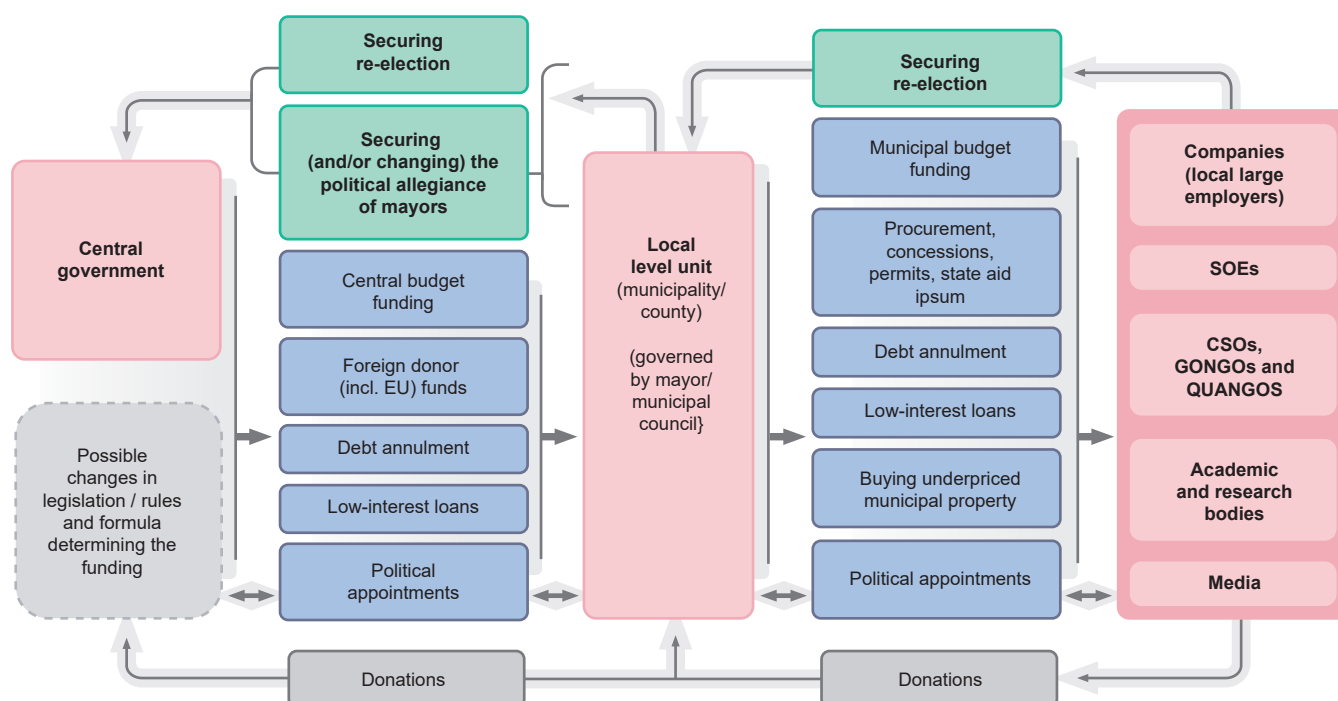 Securing
re-election
Securing
(and/or changing) the
political allegiance
of mayors
Central
government
Possible
changes in
legislation / rules
and formula
determining the
funding
Central budget
funding
Foreign donor
(incl. EU) funds
Debt annulment
Low-interest loans
Political
appointments
Donations
Local
level unit
(municipality/
county)
(governed
by mayor/
municipal
council}
Securing
re-election
Municipal budget
funding
Procurement,
concessions,
permits, state aid
ipsum
Debt annulment
Low-interest loans
Buying underpriced
municipal property
Political appointments
Donations
Companies
(local large
employers)
SOEs
CSOs,
GONGOs and
QUANGOS
Academic
and research
bodies
Media